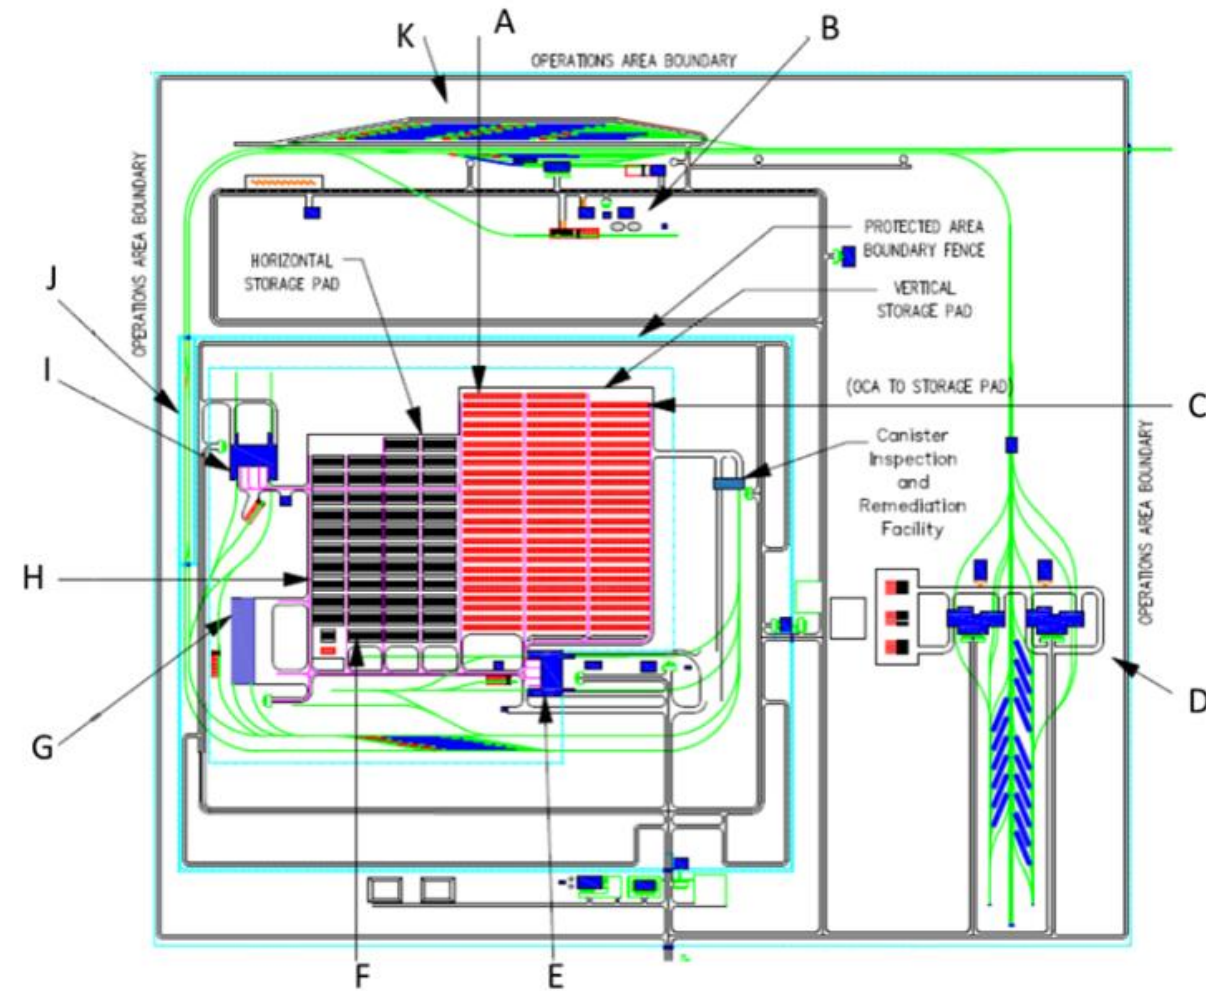 K
A
B
OPERATIONS AREA BOUNDARY
OPERATIONS AREA BOUNDARY
PROTECTED AREA
BOUNDARY FENCE
HORIZONTAL
STORAGE PAD
J
VERTICAL
STORAGE PAD
I
(OCA TO STORAGE PAD)
C
Canister
Inspection
and
Remediation
Facility
OPERATIONS AREA BOUNDARY
H
G
D
F
E